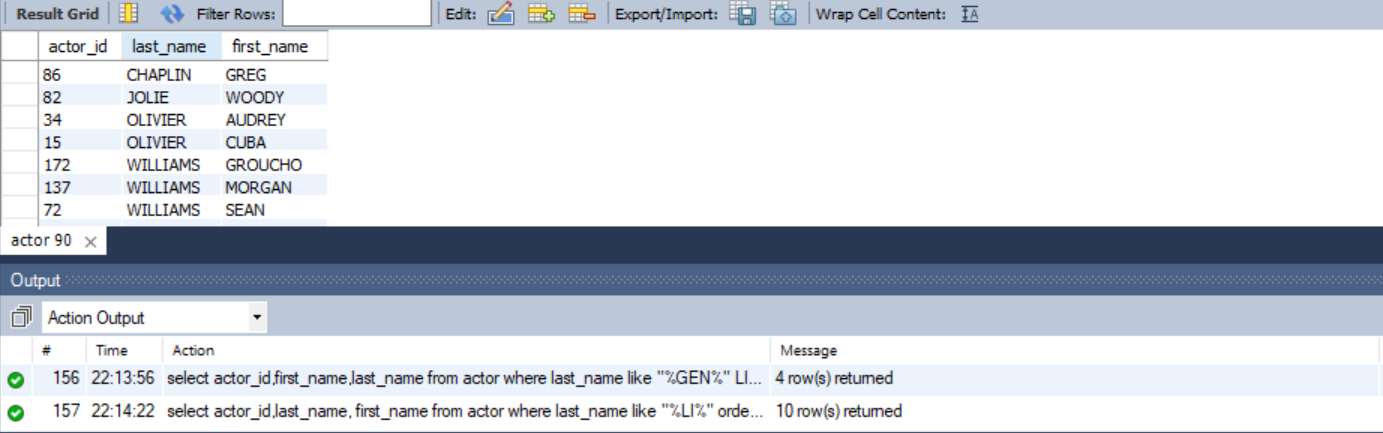 Result Grid Filter Rows: Edit: Export/Import: Wrap Cell Content: IA
actor_id last_name first_name
86 CHAPLIN GREG
82 JOLIE WOODY
34 OLIVIER AUDREY
15 OLIVIER CUBA
172 WILLIAMS GROUCHO
137 WILLIAMS MORGAN
72 WILLIAMS SEAN
actor 90 ×
Output
Action Output
# Time Action Message
156 22:13:56 select actor_id,first_name,last_name from actor where last_name like "%GEN%" LI... 4 row(s) returned
157 22:14:22 select actor_id,last_name, first_name from actor where last_name like "%LI%" orde... 10 row(s) returned